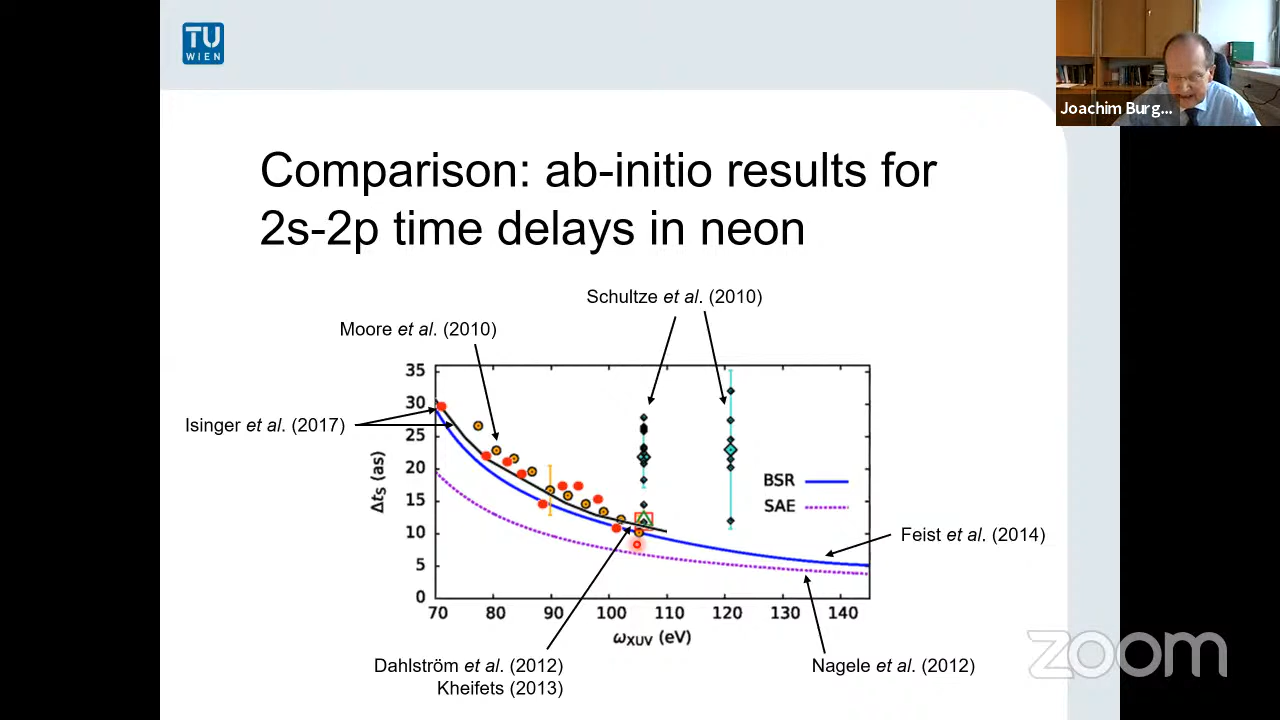 TU
WIEN
Joachim Burg...
Comparison: ab-initio results for
2s-2p time delays in neon
Schultze et al. (2010)
Moore et al. (2010)
Isinger et al. (2017)
35
30
25
20
15
10
5
0
Δtₛ (as)
BSR
SAE
Feist et al. (2014)
70 80 90 100 110 120 130 140
ωXUV (eV)
Dahlström et al. (2012)
Kheifets (2013)
Nagele et al. (2012)
zoom